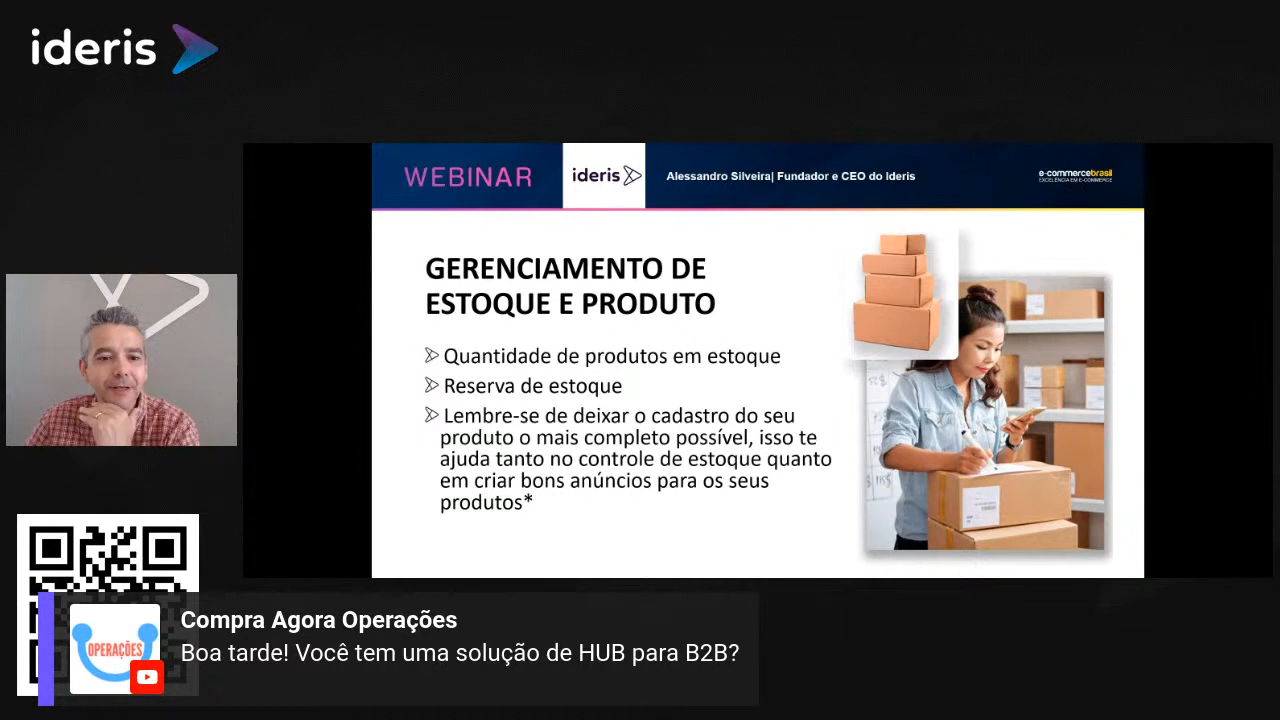 ideris
WEBINAR
ideris
Alessandro Silveira| Fundador e CEO do Ideris
e-commercebrasil
EXCELÊNCIA EM E-COMMERCE
GERENCIAMENTO DE
ESTOQUE E PRODUTO
Quantidade de produtos em estoque
Reserva de estoque
Lembre-se de deixar o cadastro do seu
produto o mais completo possível, isso te
ajuda tanto no controle de estoque quanto
em criar bons anúncios para os seus
produtos*
OPERAÇÕES
Compra Agora Operações
Boa tarde! Você tem uma solução de HUB para B2B?